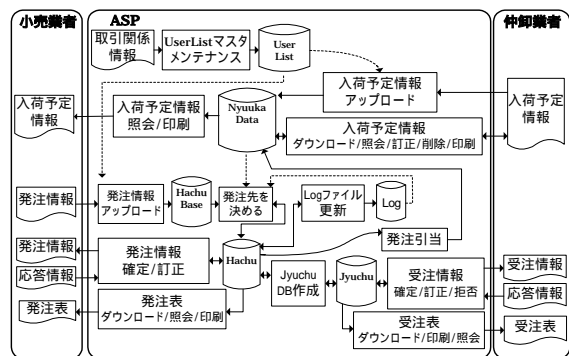 小売業者
ASP
仲卸業者
取引関係
情報
UserListマスタ
メンテナンス
User
List
入荷予定
情報
入荷予定情報
照会/印刷
Nyuuka
Data
入荷予定情報
アップロード
入荷予定情報
ダウンロード/照会/訂正/削除/印刷
入荷予定
情報
発注情報
発注情報
アップロード
Hachu
Base
発注先を
決める
Logファイル
更新
Log
発注引当
発注情報
応答情報
発注情報
確定/訂正
Hachu
Jyuchu
DB作成
Jyuchu
受注情報
確定/訂正/拒否
受注情報
応答情報
発注表
発注表
ダウンロード/照会/印刷
受注表
ダウンロード/印刷/照会
受注表